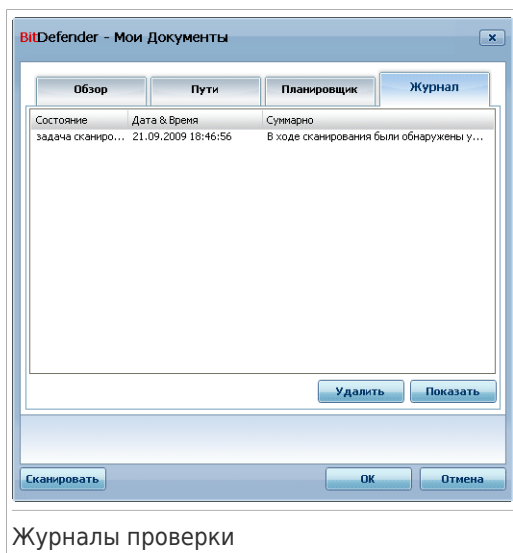 BitDefender - Мои Документы
Обзор Пути Планировщик Журнал
Состояние Дата & Время Суммарно
задача сканиро... 21.09.2009 18:46:56 В ходе сканирования были обнаружены у...
Удалить Показать
Сканировать OK Отмена
Журналы проверки